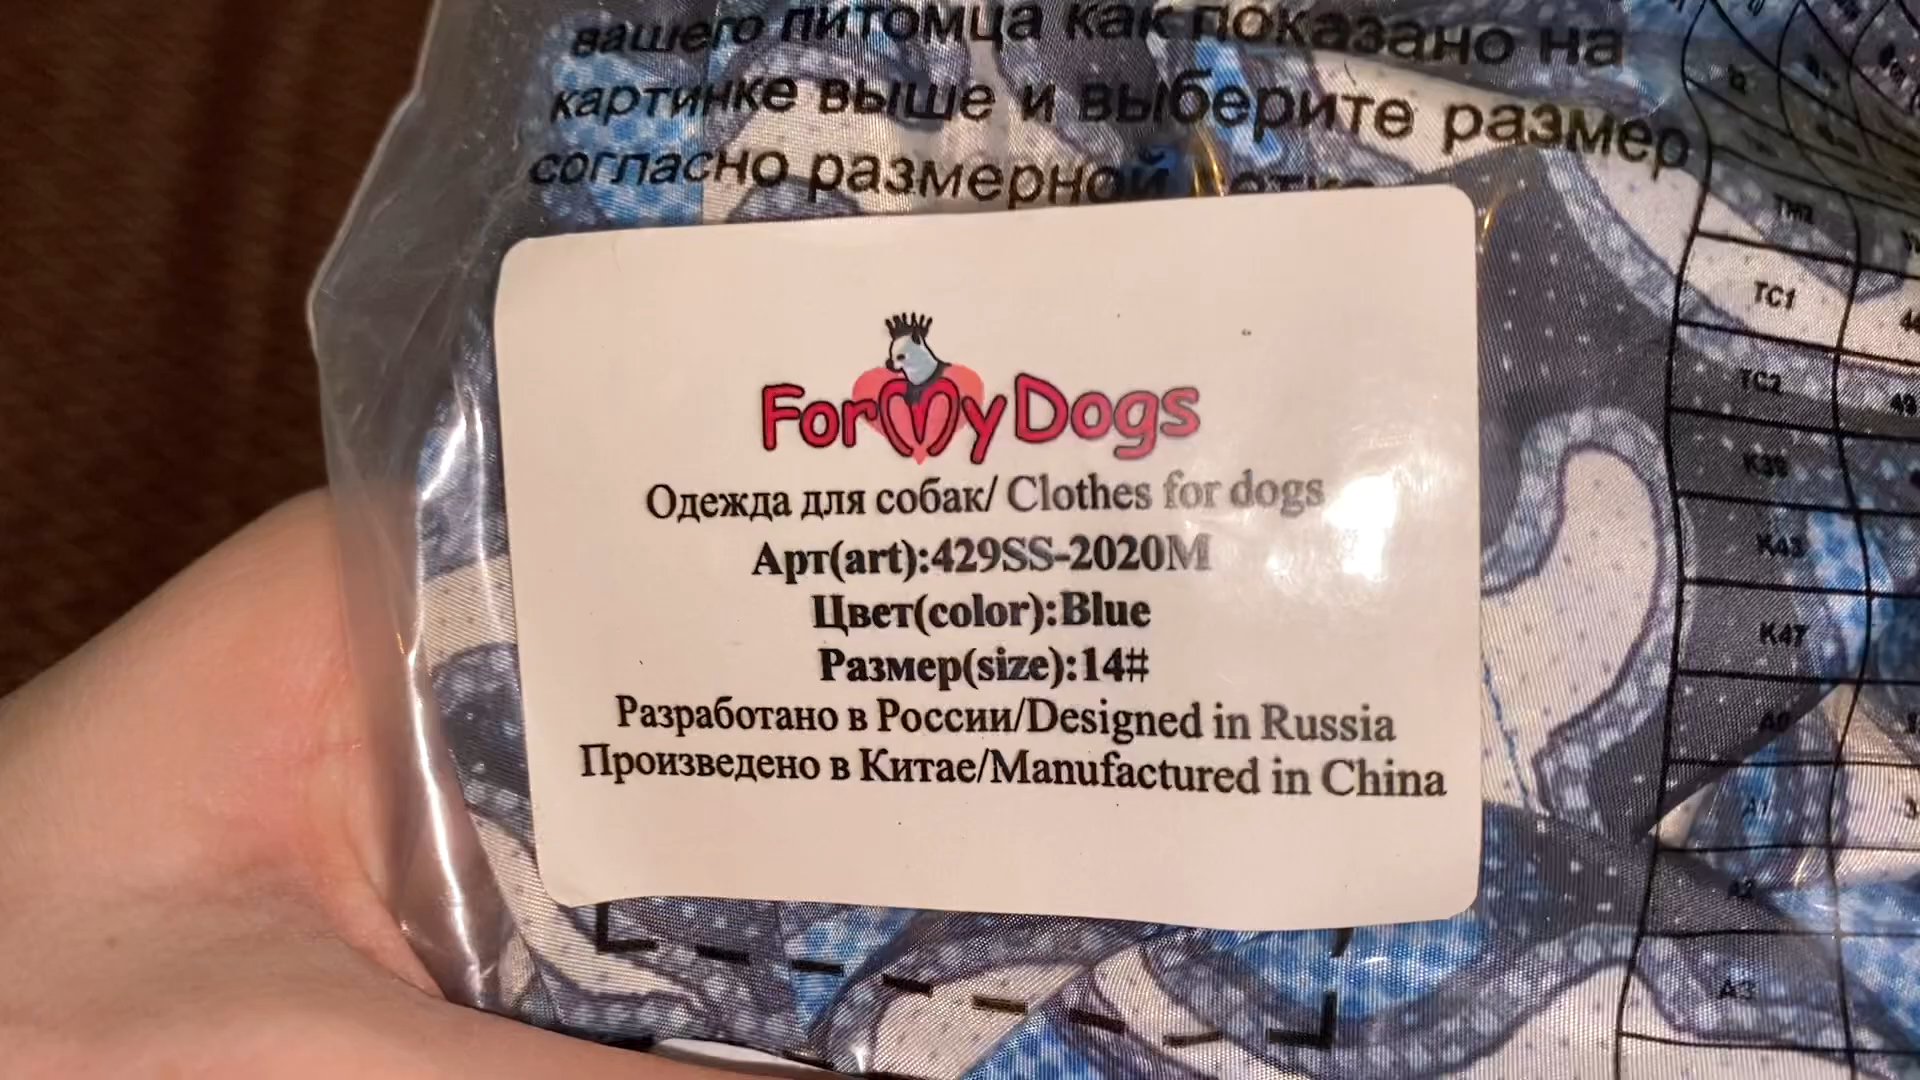 вашего питомца как показано на
картинке выше и выберите размер
согласно размерной
ForMyDogs
Одежда для собак/ Clothes for dogs
Арт(art):429SS-2020M
Цвет(color):Blue
Размер(size):14#
Разработано в России/Designed in Russia
Произведено в Китае/Manufactured in China
TC1
TC2
K39
K43
K47
A0
A1
A2
A3